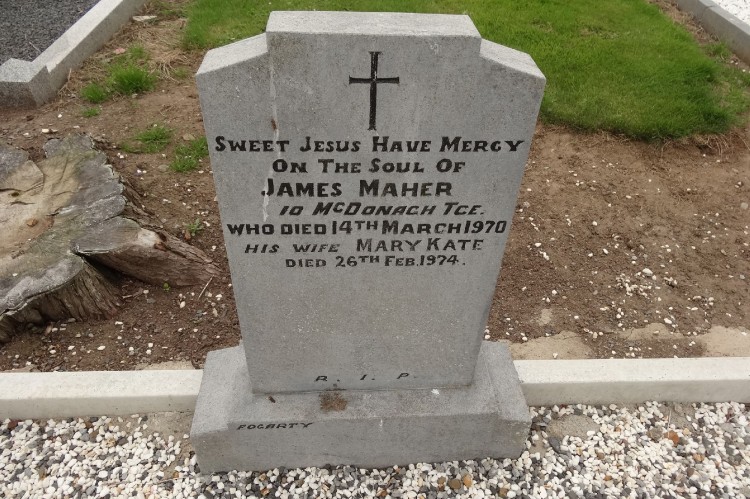 Sweet Jesus Have Mercy
On The Soul Of
James Maher
10 McDonagh Tce.
who died 14th March 1970
his wife Mary Kate
died 26th Feb. 1974.
R. I. P.
Fogarty